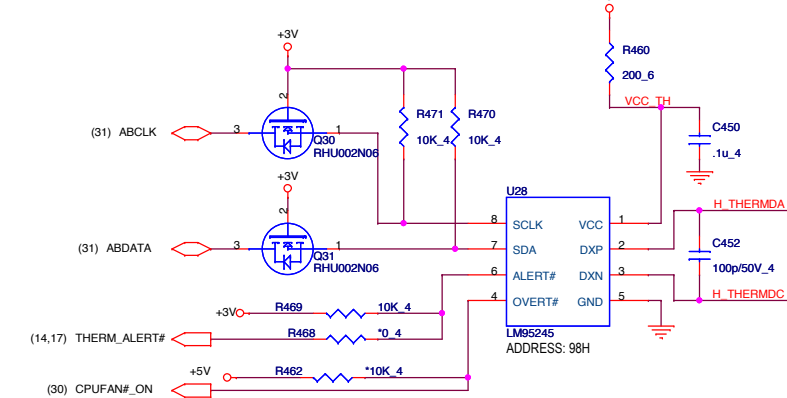 +3V
R460
200_6
VCC_TH
2
R471
10K_4
R470
10K_4
(31) ABCLK
3
1
Q30
RHU002N06
C450
.1u_4
+3V
2
U28
H_THERMDA
8
SCLK
VCC
1
(31) ABDATA
3
1
Q31
RHU002N06
7
SDA
DXP
2
C452
100p/50V_4
6
ALERT#
DXN
3
4
OVERT#
GND
5
H_THERMDC
+3V
R469
10K_4
(14,17) THERM_ALERT#
R468
*0_4
LM95245
ADDRESS: 98H
+5V
R462
*10K_4
(30) CPUFAN#_ON